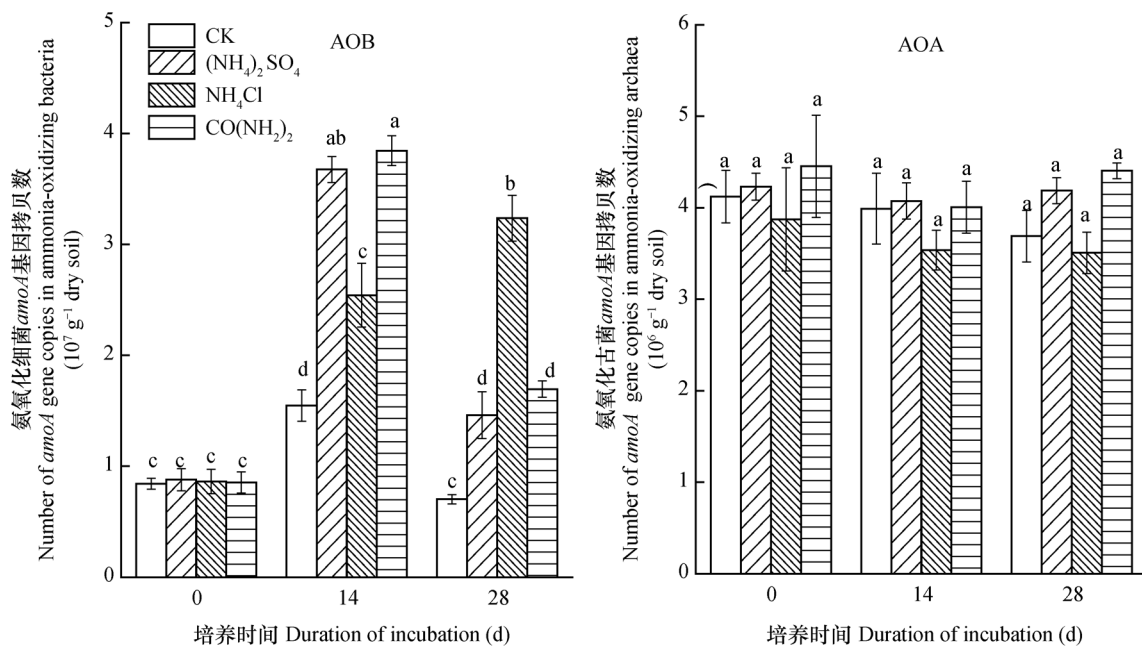 氨氧化细菌amoA基因拷贝数
Number of amoA gene copies in ammonia-oxidizing bacteria
(10⁷ g⁻¹ dry soil)
5
4
3
2
1
0
CK
(NH₄)₂SO₄
NH₄Cl
CO(NH₂)₂
AOB
c c c c
d ab c a
c d b d
0 14 28
培养时间 Duration of incubation (d)
氨氧化古菌amoA基因拷贝数
Number of amoA gene copies in ammonia-oxidizing archaea
(10⁶ g⁻¹ dry soil)
6
5
4
3
2
1
0
AOA
a a a a
a a a a
a a a a
0 14 28
培养时间 Duration of incubation (d)